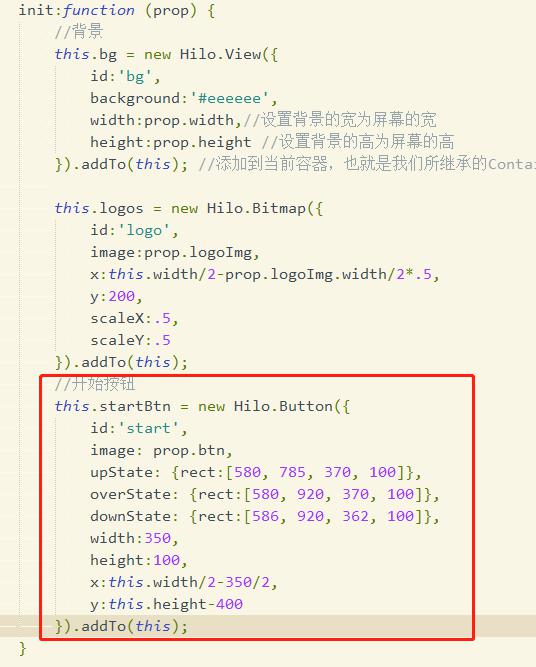 init:function (prop) {
//背景
this.bg = new Hilo.View({
id:'bg',
background:'#eeeeee',
width:prop.width,//设置背景的宽为屏幕的宽
height:prop.height //设置背景的高为屏幕的高
}).addTo(this); //添加到当前容器，也就是我们所继承的Contai
this.logos = new Hilo.Bitmap({
id:'logo',
image:prop.logoImg,
x:this.width/2-prop.logoImg.width/2*.5,
y:200,
scaleX:.5,
scaleY:.5
}).addTo(this);
//开始按钮
this.startBtn = new Hilo.Button({
id:'start',
image: prop.btn,
upState: {rect:[580, 785, 370, 100]},
overState: {rect:[580, 920, 370, 100]},
downState: {rect:[586, 920, 362, 100]},
width:350,
height:100,
x:this.width/2-350/2,
y:this.height-400
}).addTo(this);
}